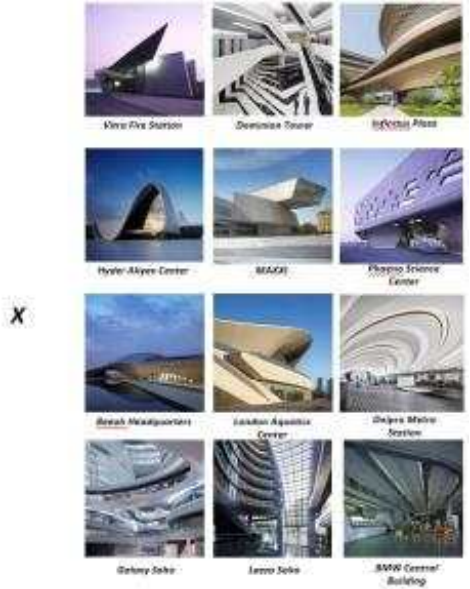 Vitra Fire Station
Dominion Tower
Infinitus Plaza
Hyder Aliyev Center
MAXXI
Phaeno Science
Center
X
Beeah Headquarters
London Aquatics
Center
Dnipro Metro
Station
Galaxy Soho
Leeza Soho
BMW Central
Building